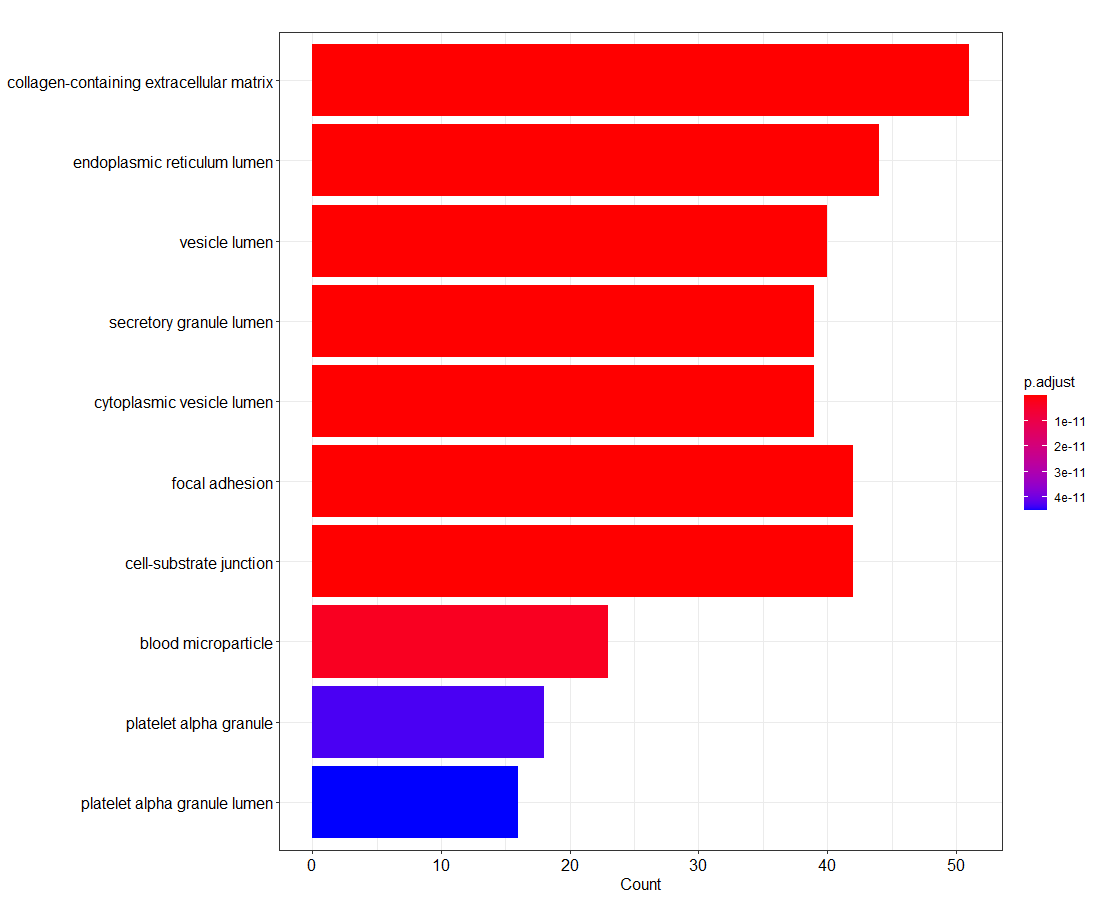 collagen-containing extracellular matrix
endoplasmic reticulum lumen
vesicle lumen
secretory granule lumen
cytoplasmic vesicle lumen
focal adhesion
cell-substrate junction
blood microparticle
platelet alpha granule
platelet alpha granule lumen
0 10 20 30 40 50
Count
p.adjust
1e-11
2e-11
3e-11
4e-11